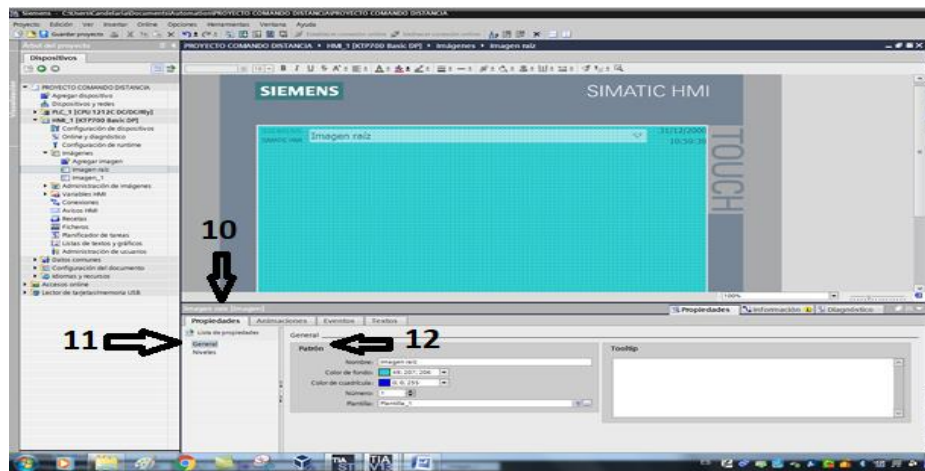 Siemens - C:\Users\Candelaria\Documents\Automation\PROYECTO COMANDO DISTANCIA\PROYECTO COMANDO DISTANCIA
Proyecto Edición Ver Insertar Online Opciones Herramientas Ventana Ayuda
Guardar proyecto
Árbol del proyecto
PROYECTO COMANDO DISTANCIA HMI_1 [KTP700 Basic DP] Imágenes Imagen raíz
Dispositivos
PROYECTO COMANDO DISTANCIA
Agregar dispositivo
Dispositivos y redes
PLC_1 [CPU 1212C DC/DC/Rly]
HMI_1 [KTP700 Basic DP]
Configuración de dispositivos
Online y diagnóstico
Configuración de runtime
Imágenes
Agregar imagen
Imagen raíz
Imagen_1
Administración de imágenes
Variables HMI
Conexiones
Avisos HMI
Recetas
Ficheros
Planificador de tareas
Listas de textos y gráficos
Administración de usuarios
Datos comunes
Configuración del documento
Idiomas y recursos
Accesos online
Lector de tarjetas/memoria USB
SIEMENS
SIMATIC HMI
Imagen raíz
31/12/2000
10:59:39
TOUCH
10
100%
Imagen raíz [Imagen]
Propiedades Información Diagnóstico
Propiedades Animaciones Eventos Textos
11
Lista de propiedades
General
Niveles
General
Patrón
12
Nombre: Imagen raíz
Color de fondo:
Color de cuadrícula: 0; 0; 255
Número: 1
Plantilla: Plantilla_1
Tooltip
TIA
ST
TIA
V13